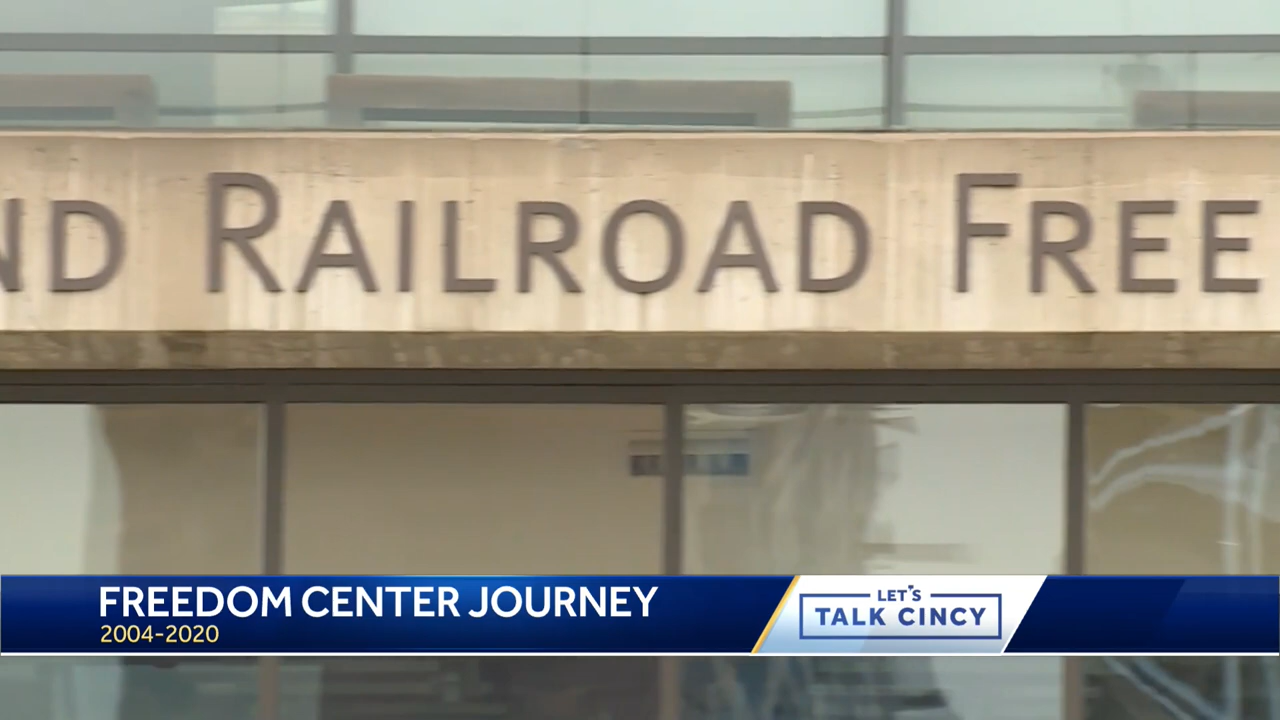 ND RAILROAD FREE
FREEDOM CENTER JOURNEY
2004-2020
LET'S
TALK CINCY